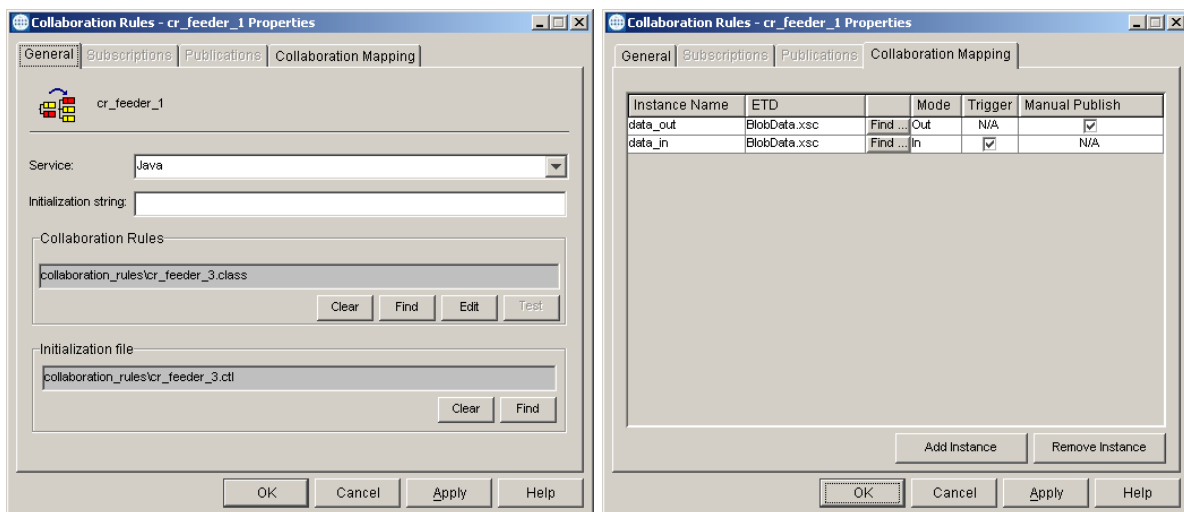 Collaboration Rules - cr_feeder_1 Properties
General Subscriptions Publications Collaboration Mapping
cr_feeder_1
Service: Java
Initialization string:
Collaboration Rules
collaboration_rules\cr_feeder_3.class
Clear Find Edit Test
Initialization file
collaboration_rules\cr_feeder_3.ctl
Clear Find
OK Cancel Apply Help
Collaboration Rules - cr_feeder_1 Properties
General Subscriptions Publications Collaboration Mapping
Instance Name ETD Mode Trigger Manual Publish
data_out BlobData.xsc Find ... Out N/A
data_in BlobData.xsc Find ... In N/A
Add Instance Remove Instance
OK Cancel Apply Help